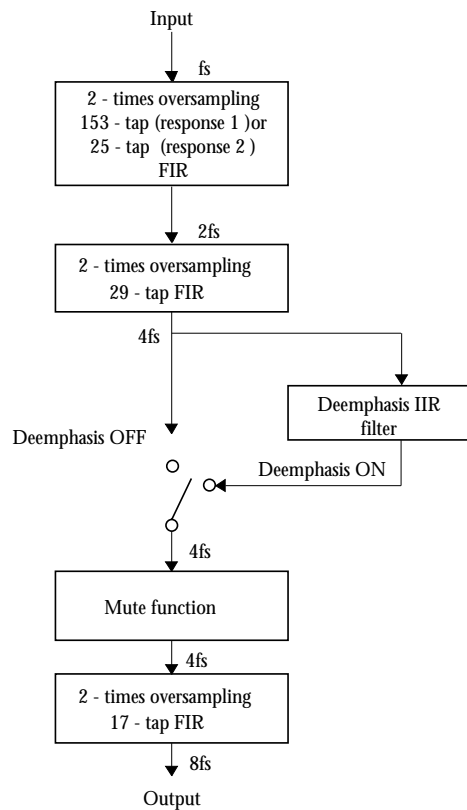 Input
fs
2 - times oversampling
153 - tap (response 1 )or
25 - tap (response 2 )
FIR
2fs
2 - times oversampling
29 - tap FIR
4fs
Deemphasis IIR
filter
Deemphasis OFF
Deemphasis ON
4fs
Mute function
4fs
2 - times oversampling
17 - tap FIR
8fs
Output